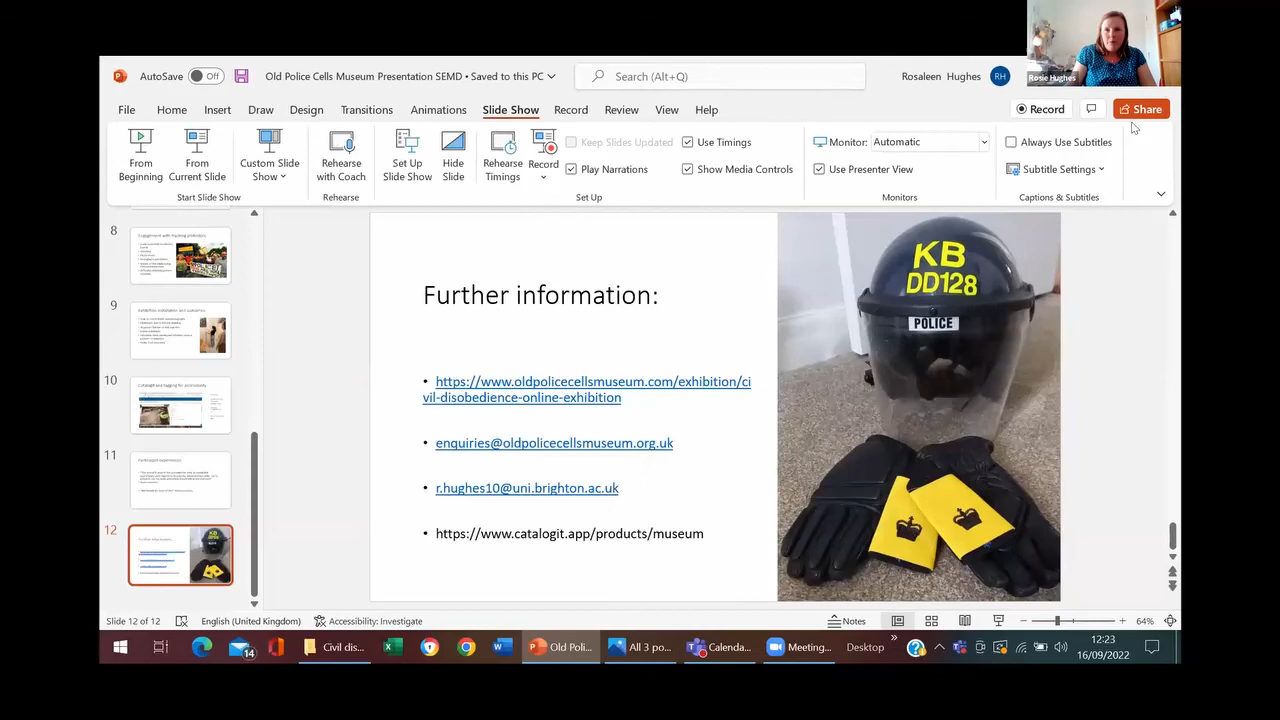 AutoSave Off Old Police Cells Museum Presentation SEMD • Saved to this PC Search (Alt+Q) Rosaleen Hughes RH
Rosie Hughes
File Home Insert Draw Design Transitions Animations Slide Show Record Review View Help Record Share
From Beginning
From Current Slide
Custom Slide Show
Start Slide Show
Rehearse with Coach
Rehearse
Set Up Slide Show
Hide Slide
Rehearse Timings
Record
Keep Slides Updated
Play Narrations
Use Timings
Show Media Controls
Set Up
Monitor: Automatic
Use Presenter View
Monitors
Always Use Subtitles
Subtitle Settings
Captions & Subtitles
8
9
10
11
12
Further information:
• https://www.oldpolicecellsmuseum.com/exhibition/ci
vil-disobedience-online-exhibition
• enquiries@oldpolicecellsmuseum.org.uk
• r.hughes10@uni.brighton.ac.uk
• https://www.catalogit.app/products/museum
KB
DD128
POLICE
Slide 12 of 12 English (United Kingdom) Accessibility: Investigate Notes 64%
14 Civil dis... Old Poli... All 3 po... Calenda... Meeting... Desktop
12:23
16/09/2022